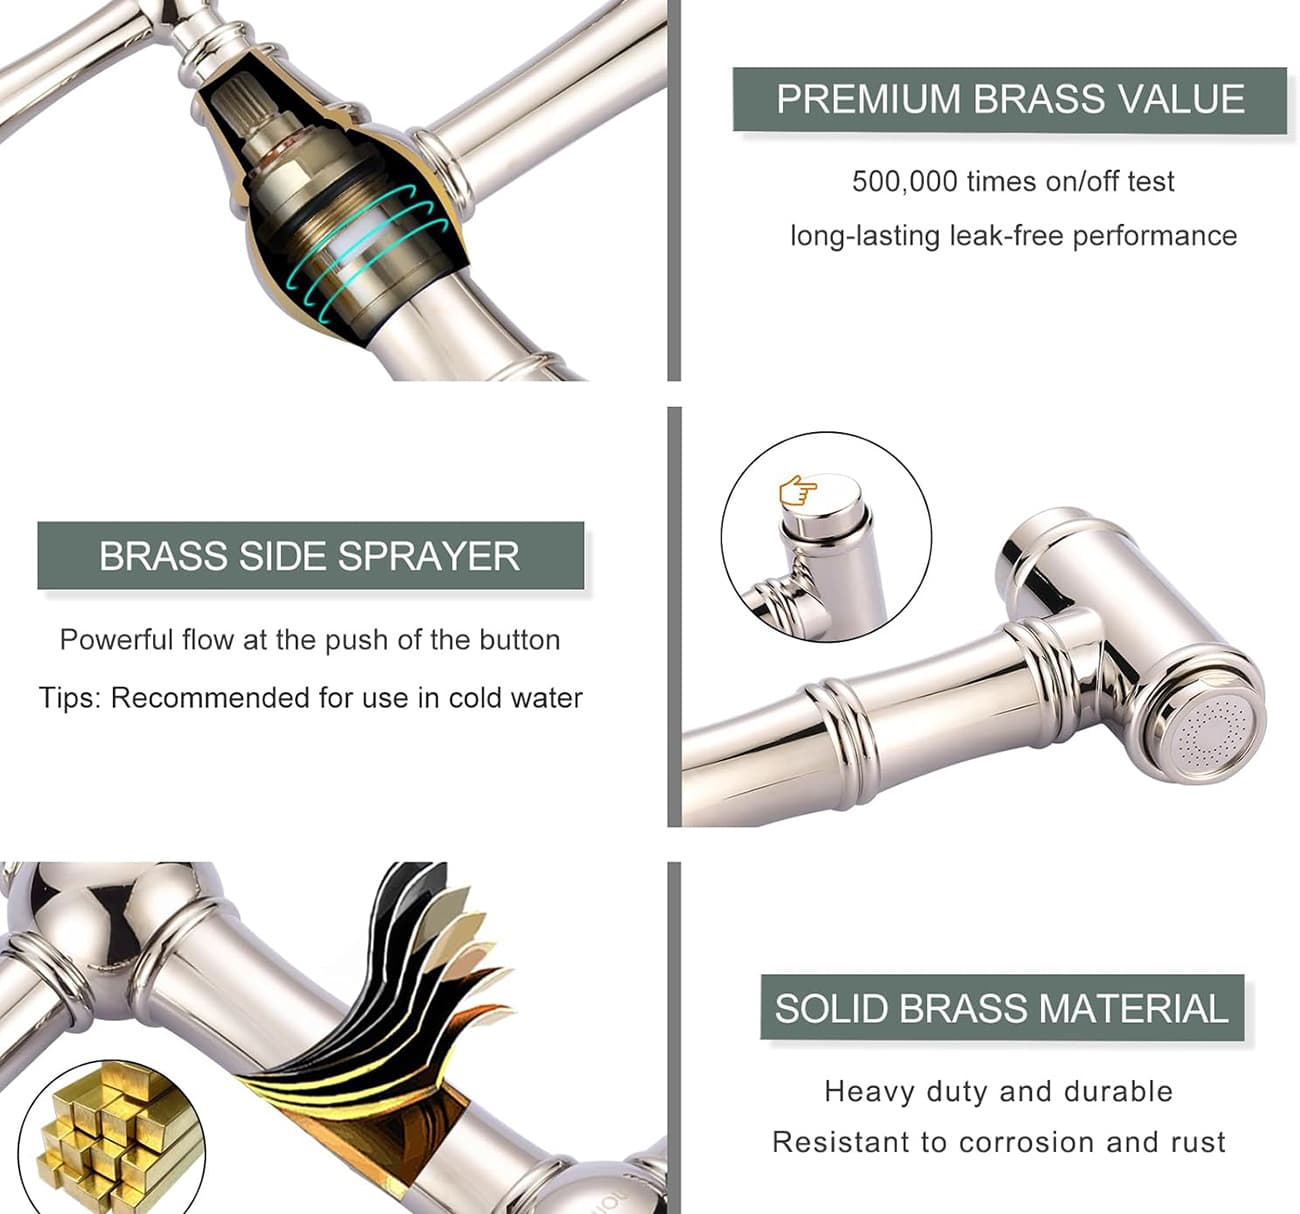 PREMIUM BRASS VALUE
500,000 times on/off test
long-lasting leak-free performance
BRASS SIDE SPRAYER
Powerful flow at the push of the button
Tips: Recommended for use in cold water
SOLID BRASS MATERIAL
Heavy duty and durable
Resistant to corrosion and rust